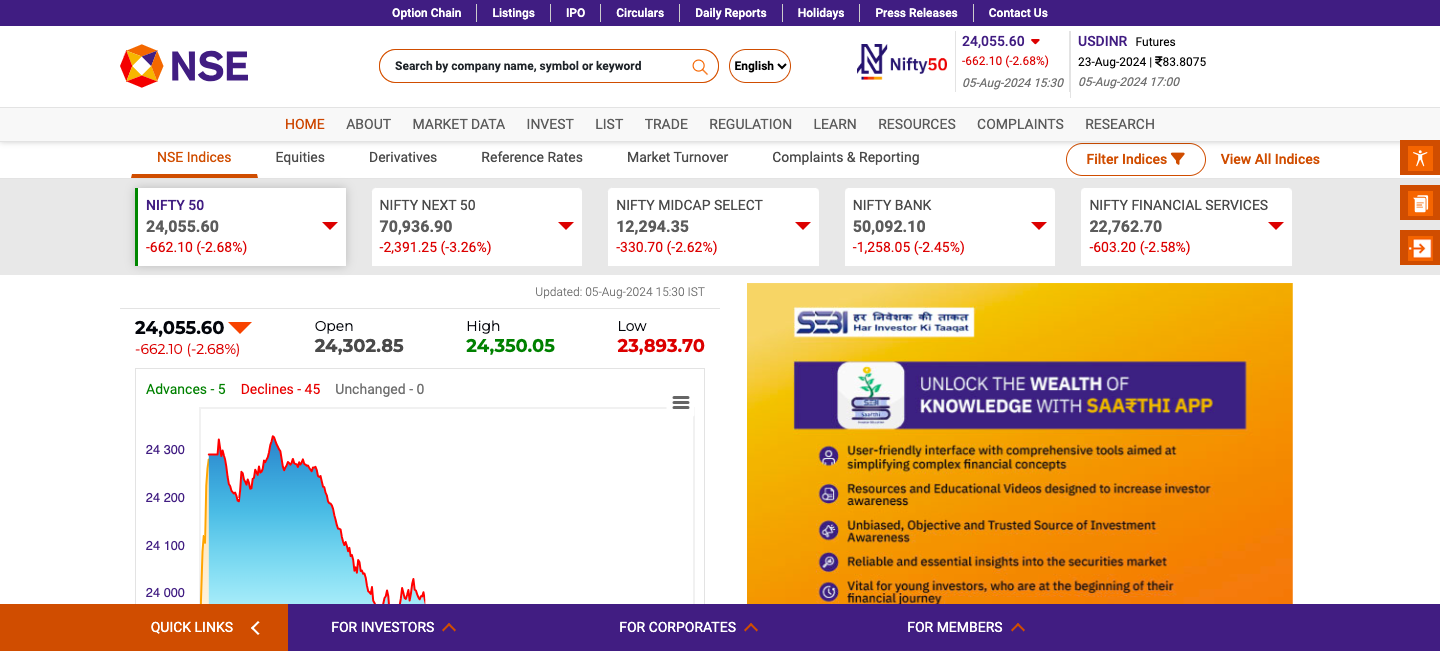 Option Chain
Listings
IPO
Circulars
Daily Reports
Holidays
Press Releases
Contact Us
NSE
Search by company name, symbol or keyword
English
Nifty50
24,055.60
-662.10 (-2.68%)
05-Aug-2024 15:30
USDINR Futures
23-Aug-2024 | ₹83.8075
05-Aug-2024 17:00
HOME
ABOUT
MARKET DATA
INVEST
LIST
TRADE
REGULATION
LEARN
RESOURCES
COMPLAINTS
RESEARCH
NSE Indices
Equities
Derivatives
Reference Rates
Market Turnover
Complaints & Reporting
Filter Indices
View All Indices
NIFTY 50
24,055.60
-662.10 (-2.68%)
NIFTY NEXT 50
70,936.90
-2,391.25 (-3.26%)
NIFTY MIDCAP SELECT
12,294.35
-330.70 (-2.62%)
NIFTY BANK
50,092.10
-1,258.05 (-2.45%)
NIFTY FINANCIAL SERVICES
22,762.70
-603.20 (-2.58%)
Updated: 05-Aug-2024 15:30 IST
24,055.60
-662.10 (-2.68%)
Open
24,302.85
High
24,350.05
Low
23,893.70
Advances - 5
Declines - 45
Unchanged - 0
24 300
24 200
24 100
24 000
SEBI
हर निवेशक की ताकत
Har Investor Ki Taaqat
UNLOCK THE WEALTH OF
KNOWLEDGE WITH SAA₹THI APP
User-friendly interface with comprehensive tools aimed at
simplifying complex financial concepts
Resources and Educational Videos designed to increase investor
awareness
Unbiased, Objective and Trusted Source of Investment
Awareness
Reliable and essential insights into the securities market
Vital for young investors, who are at the beginning of their
financial journey
QUICK LINKS
FOR INVESTORS
FOR CORPORATES
FOR MEMBERS